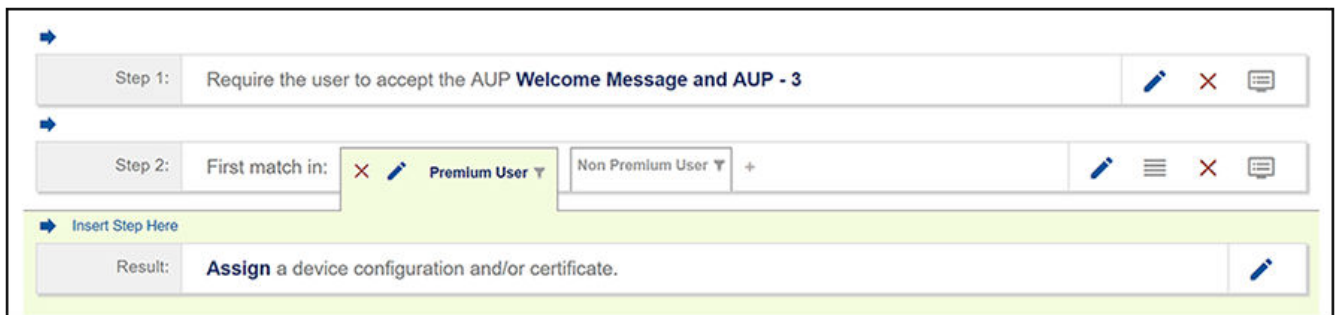 Step 1: Require the user to accept the AUP Welcome Message and AUP - 3
Step 2: First match in: Premium User Non Premium User +
Insert Step Here
Result: Assign a device configuration and/or certificate.